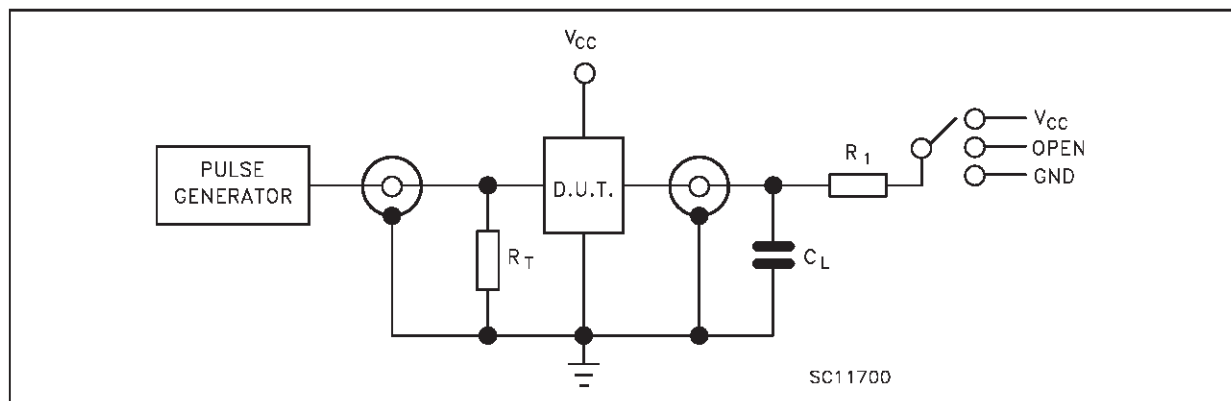 VCC
PULSE
GENERATOR
D.U.T.
RT
CL
R1
VCC
OPEN
GND
SC11700